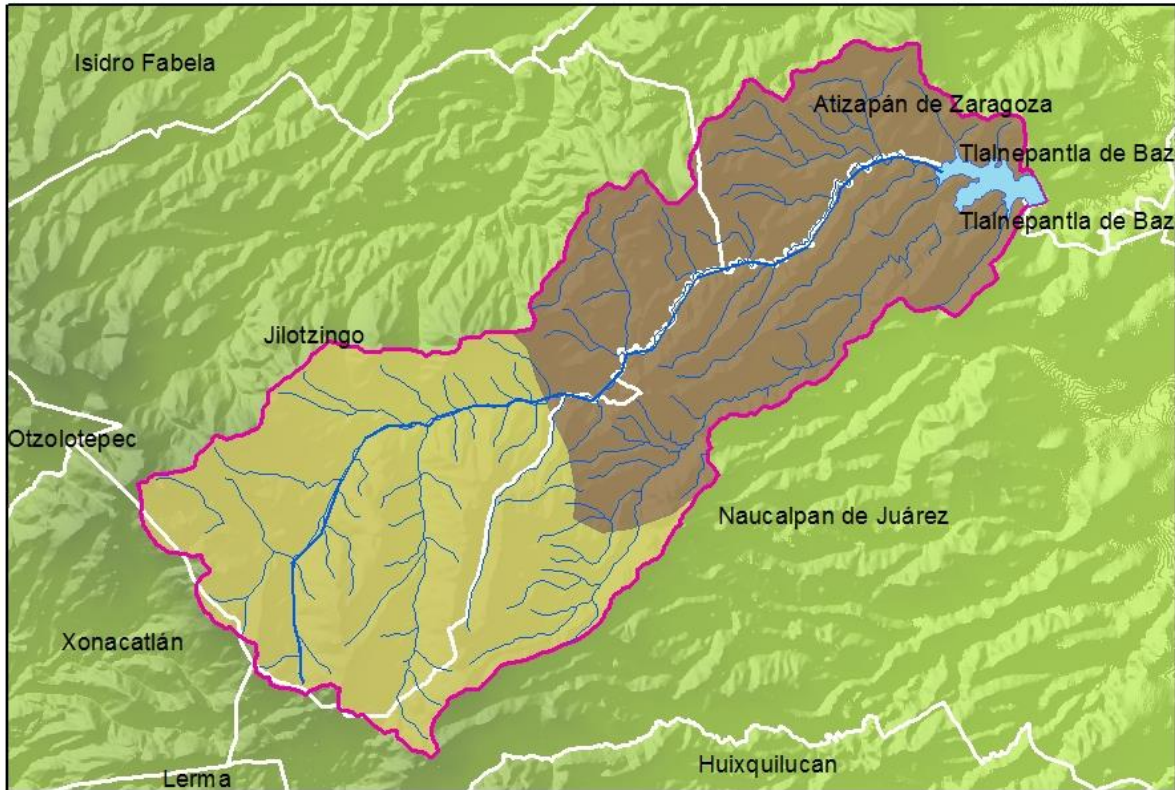 Isidro Fabela
Atizapán de Zaragoza
Tlalnepantla de Baz
Tlalnepantla de Baz
Jilotzingo
Otzolotepec
Naucalpan de Juárez
Xonacatlán
Huixquilucan
Lerma